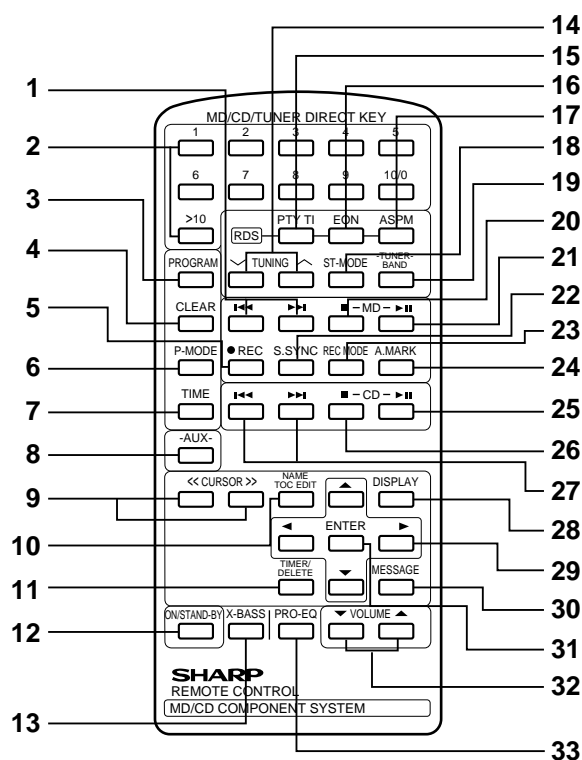 14
15
16
17
18
19
20
21
22
23
24
25
26
27
28
29
30
31
32
33
1
2
3
4
5
6
7
8
9
10
11
12
13
MD/CD/TUNER DIRECT KEY
1 2 3 4 5
6 7 8 9 10/0
>10
RDS PTY TI EON ASPM
PROGRAM TUNING ST-MODE -TUNER- BAND
CLEAR ⏮ ⏭ ■ – MD – ►▮▮
P-MODE ●REC S.SYNC REC MODE A.MARK
TIME ⏮ ⏭ ■ – CD – ►▮▮
-AUX-
<< CURSOR >> NAME
TOC EDIT ▲ DISPLAY
◄ ENTER ►
TIMER/
DELETE ▼ MESSAGE
ON/STAND-BY X-BASS PRO-EQ ▼ VOLUME ▲
SHARP
REMOTE CONTROL
MD/CD COMPONENT SYSTEM